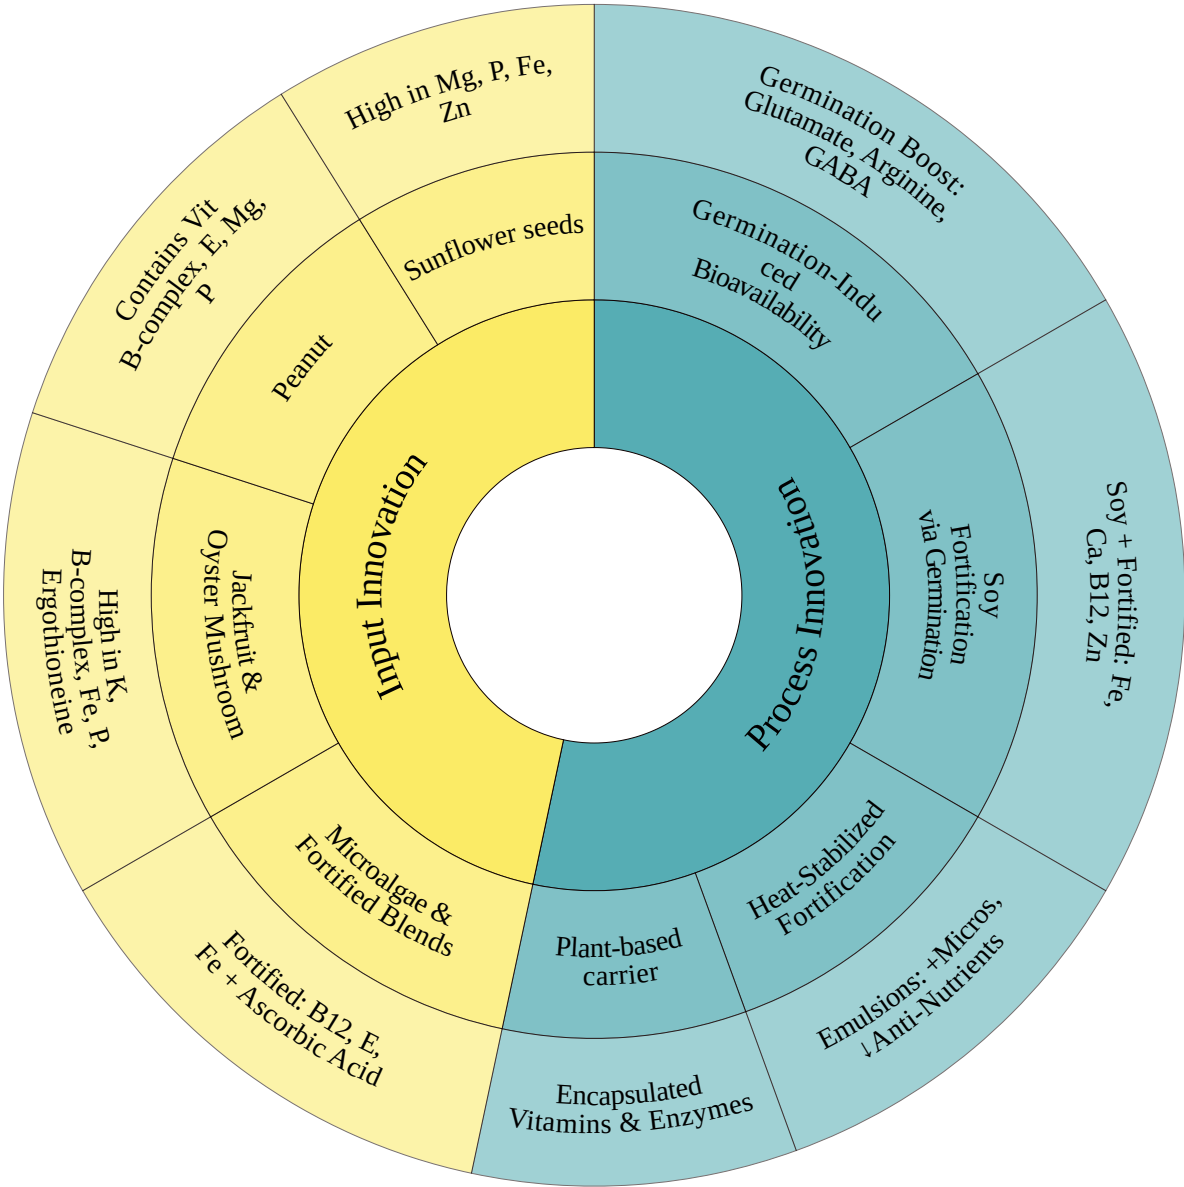 High in Mg, P, Fe,
Zn
Sunflower seeds
Contains Vit
B-complex, E, Mg,
P
Peanut
High in K,
B-complex, Fe, P,
Ergothioneine
Jackfruit &
Oyster Mushroom
Fortified: B12, E,
Fe + Ascorbic Acid
Microalgae &
Fortified Blends
Input Innovation
Process Innovation
Germination Boost:
Glutamate, Arginine,
GABA
Germination-Indu
ced
Bioavailability
Soy + Fortified: Fe,
Ca, B12, Zn
Soy
Fortification
via Germination
Emulsions: +Micros,
↓Anti-Nutrients
Heat-Stabilized
Fortification
Plant-based
carrier
Encapsulated
Vitamins & Enzymes